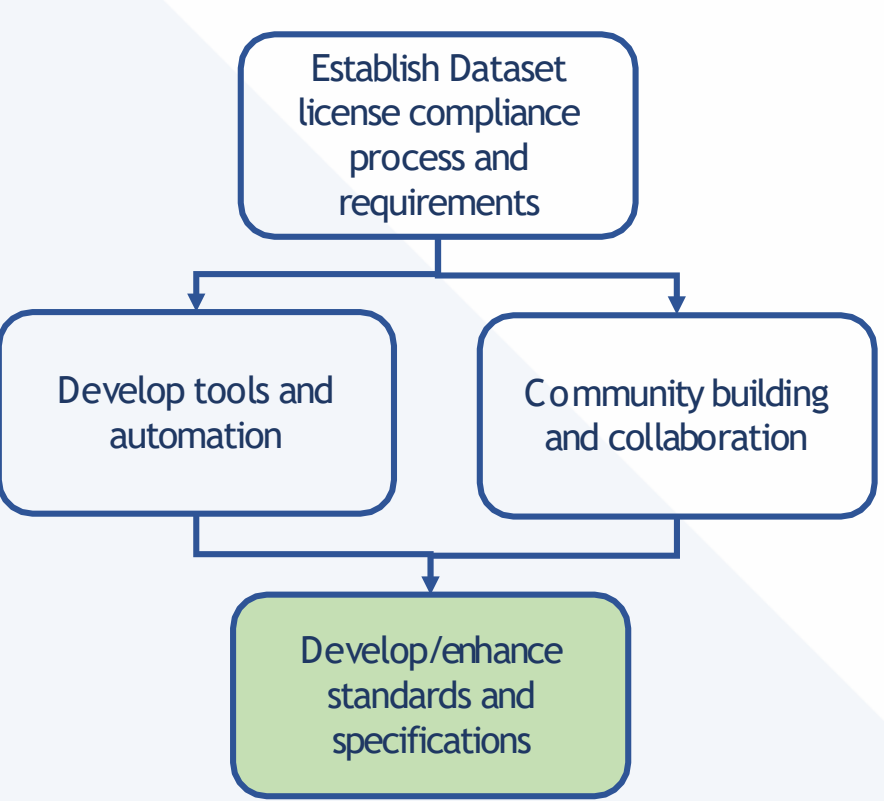 Establish Dataset
license compliance
process and
requirements
Develop tools and
automation
Community building
and collaboration
Develop/enhance
standards and
specifications